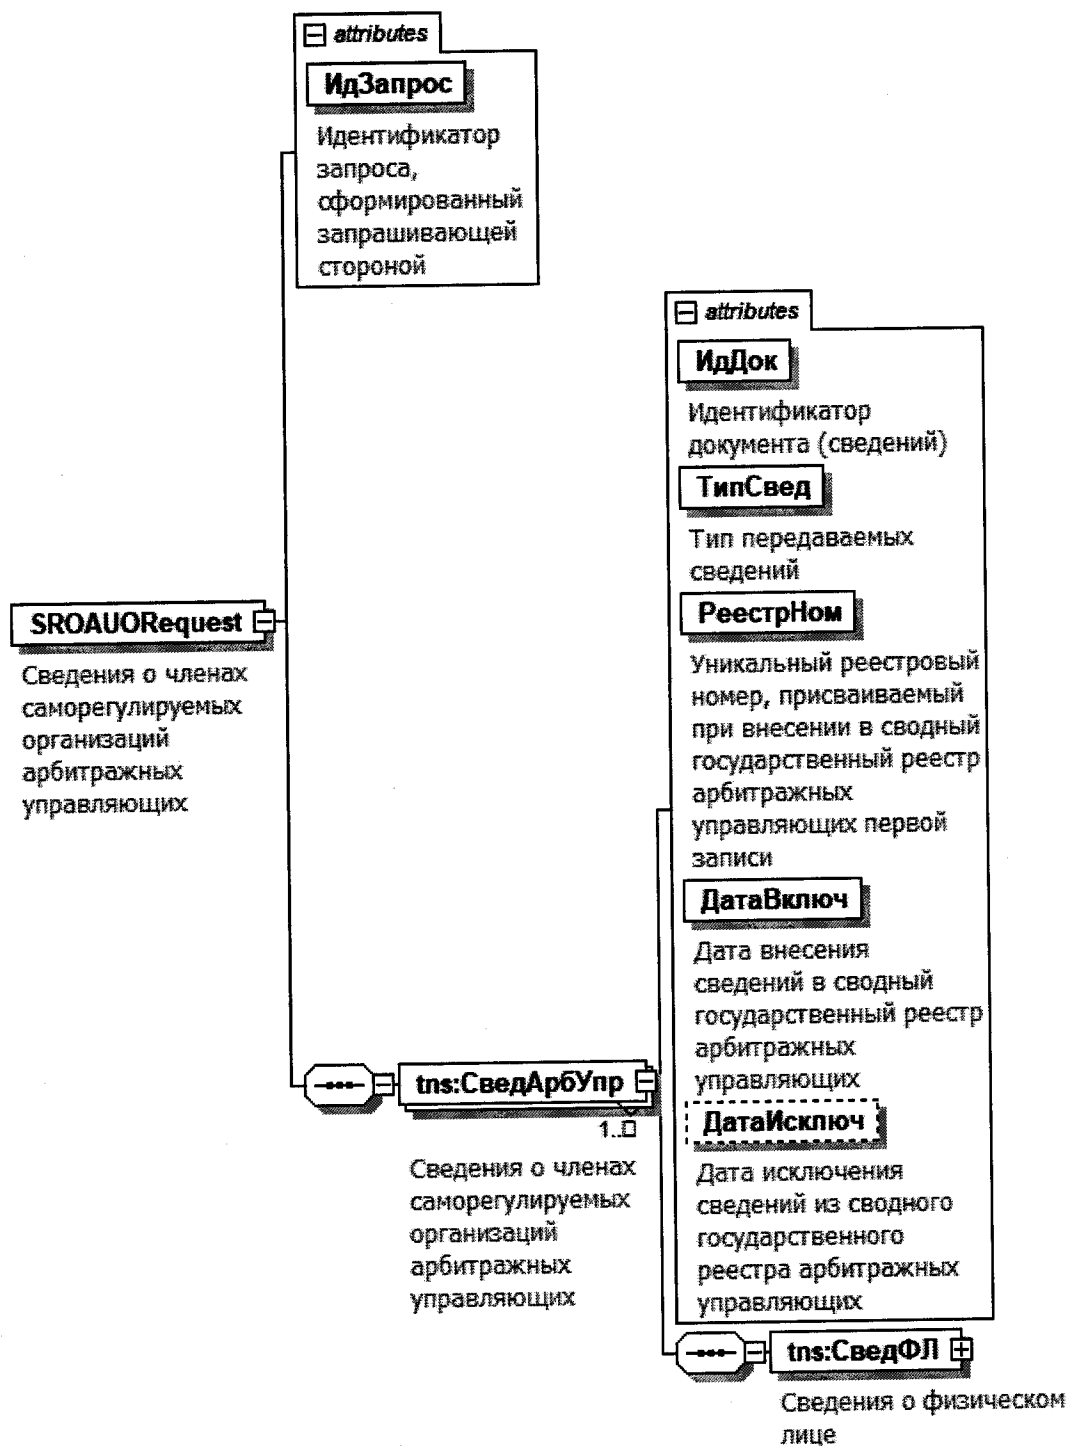 attributes
ИдЗапрос
Идентификатор
запроса,
сформированный
запрашивающей
стороной
attributes
ИдДок
Идентификатор
документа (сведений)
ТипСвед
Тип передаваемых
сведений
РеестрНом
Уникальный реестровый
номер, присваиваемый
при внесении в сводный
государственный реестр
арбитражных
управляющих первой
записи
ДатаВключ
Дата внесения
сведений в сводный
государственный реестр
арбитражных
управляющих
ДатаИсключ
Дата исключения
сведений из сводного
государственного
реестра арбитражных
управляющих
SROAUORequest
Сведения о членах
саморегулируемых
организаций
арбитражных
управляющих
tns:СведАрбУпр
1..□
Сведения о членах
саморегулируемых
организаций
арбитражных
управляющих
tns:СведФЛ
Сведения о физическом
лице